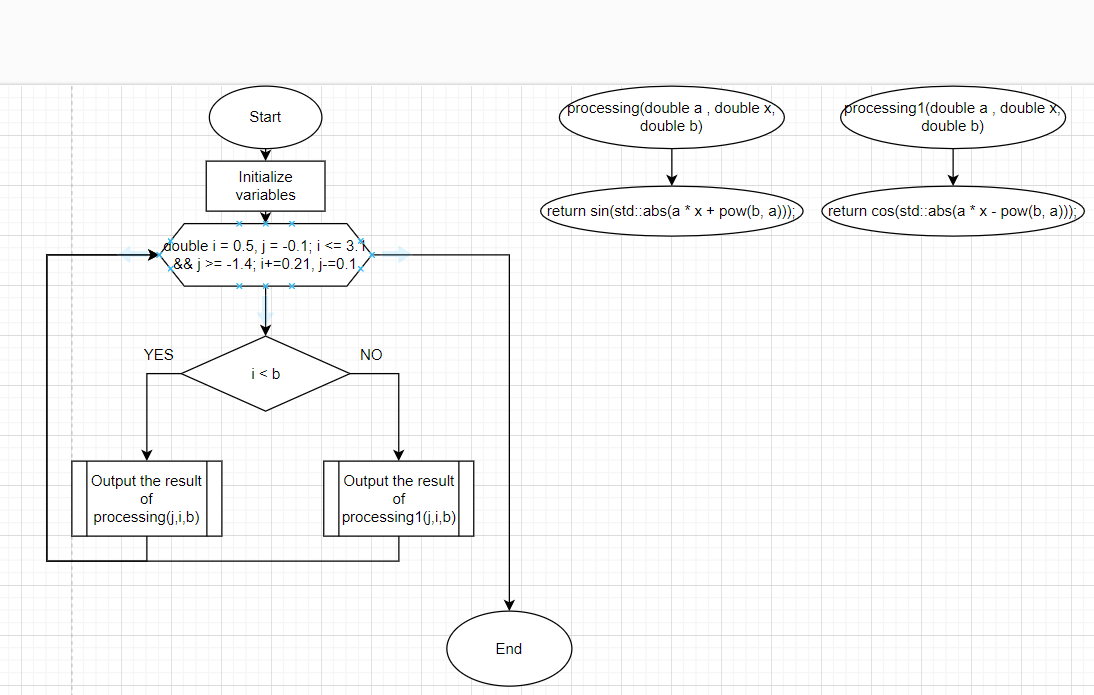 Start
Initialize
variables
double i = 0.5, j = -0.1; i <= 3.1
&& j >= -1.4; i+=0.21, j-=0.1
i < b
YES
NO
Output the result
of
processing(j,i,b)
Output the result
of
processing1(j,i,b)
End
processing(double a , double x,
double b)
return sin(std::abs(a * x + pow(b, a)));
processing1(double a , double x,
double b)
return cos(std::abs(a * x - pow(b, a)));